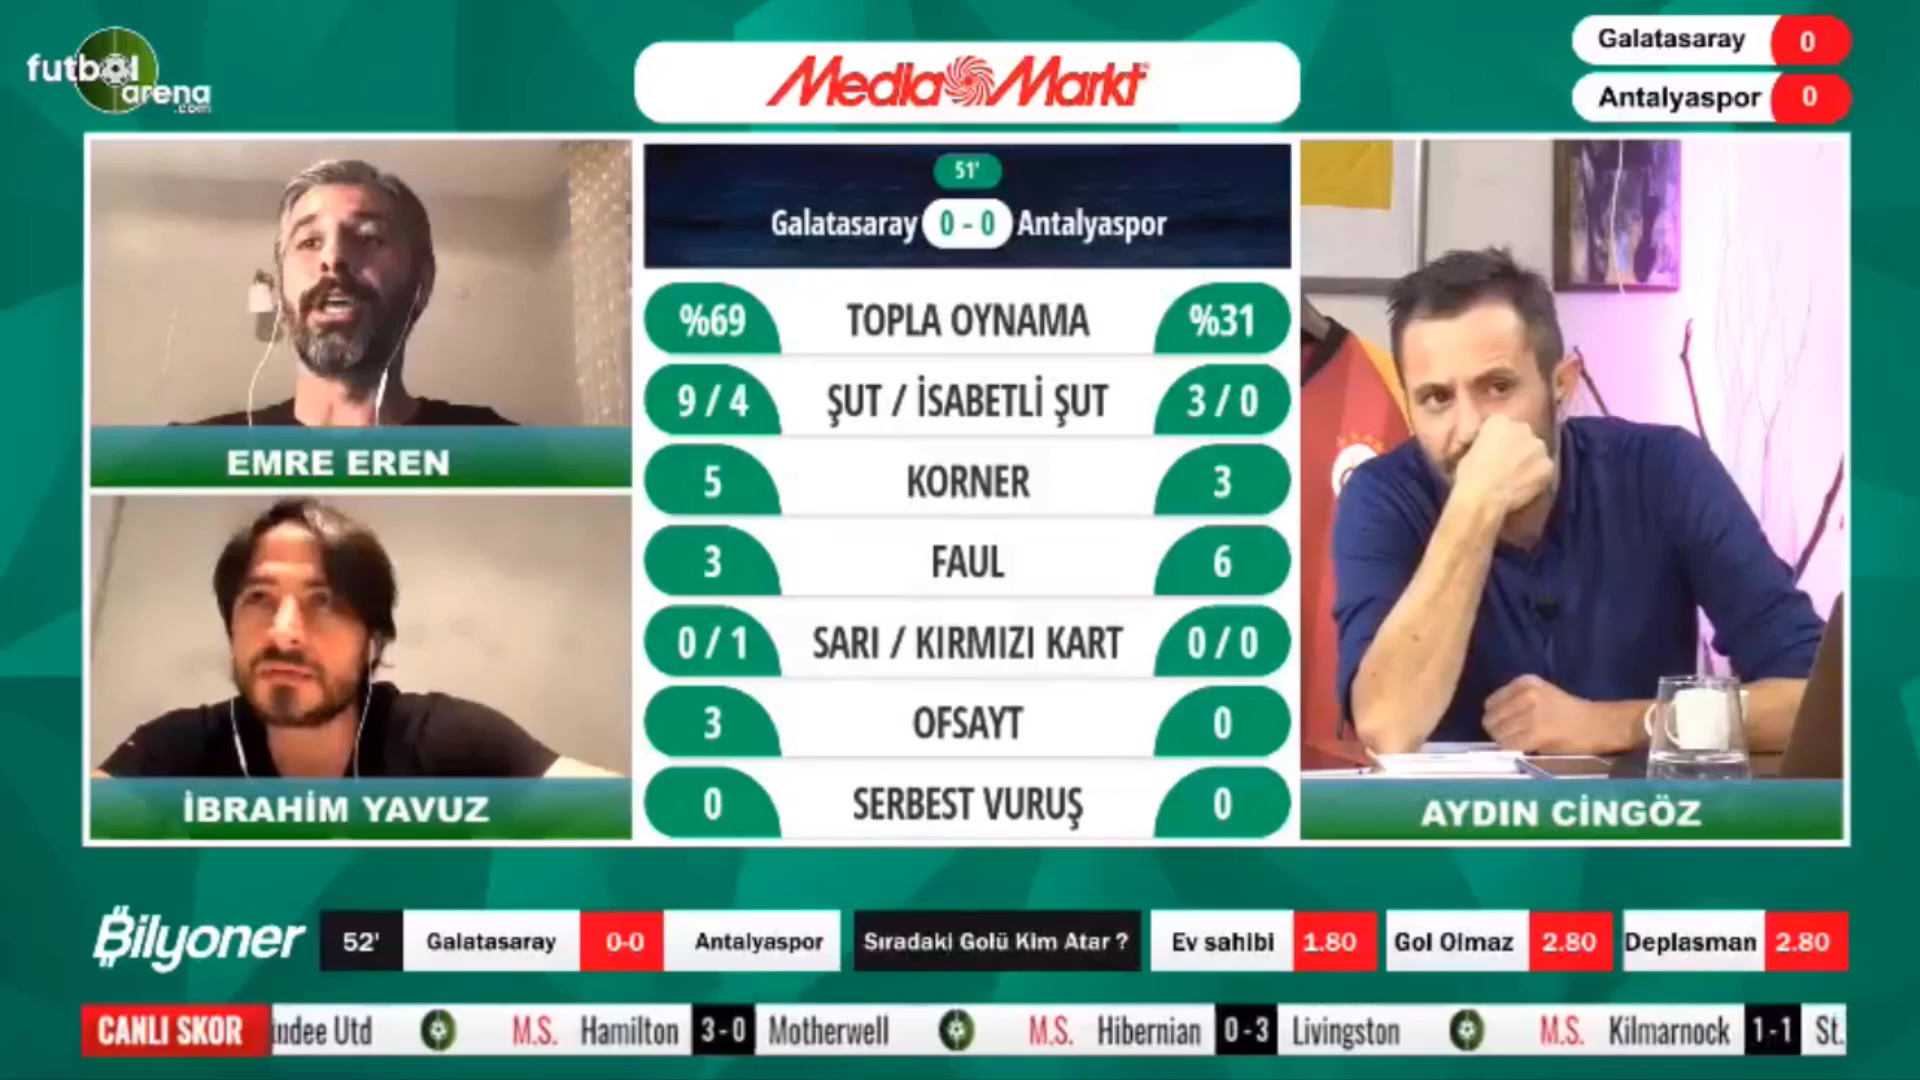 futbol
arena
.com
MediaMarkt
Galatasaray 0
Antalyaspor 0
51'
Galatasaray 0 - 0 Antalyaspor
%69 TOPLA OYNAMA %31
9 / 4 ŞUT / İSABETLİ ŞUT 3 / 0
5 KORNER 3
3 FAUL 6
0 / 1 SARI / KIRMIZI KART 0 / 0
3 OFSAYT 0
0 SERBEST VURUŞ 0
EMRE EREN
İBRAHİM YAVUZ
AYDIN CİNGÖZ
Bilyoner 52' Galatasaray 0-0 Antalyaspor Sıradaki Golü Kim Atar ? Ev sahibi 1.80 Gol Olmaz 2.80 Deplasman 2.80
CANLI SKOR Utd M.S. Hamilton 3-0 Motherwell M.S. Hibernian 0-3 Livingston M.S. Kilmarnock 1-1 St.